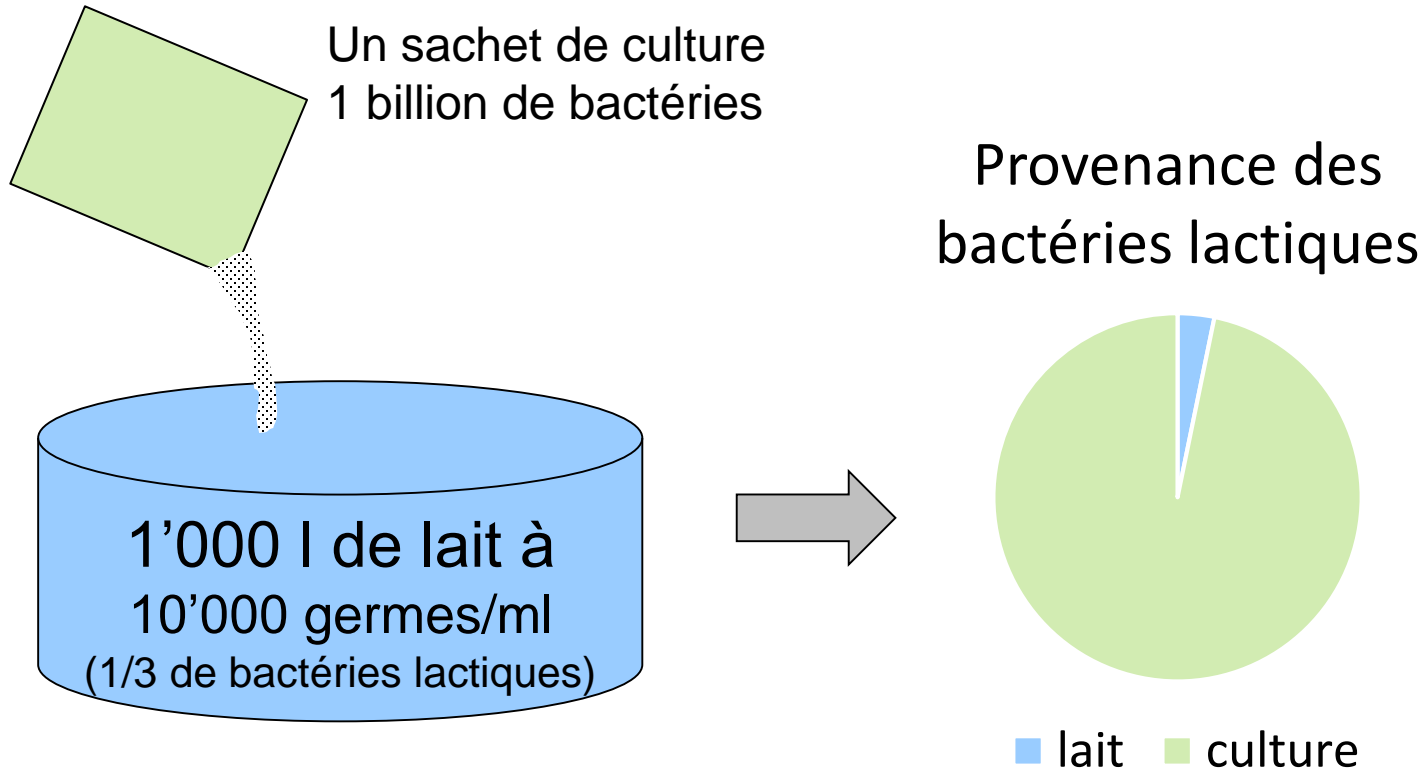 Un sachet de culture
1 billion de bactéries
Provenance des
bactéries lactiques
1’000 l de lait à
10’000 germes/ml
(1/3 de bactéries lactiques)
lait
culture